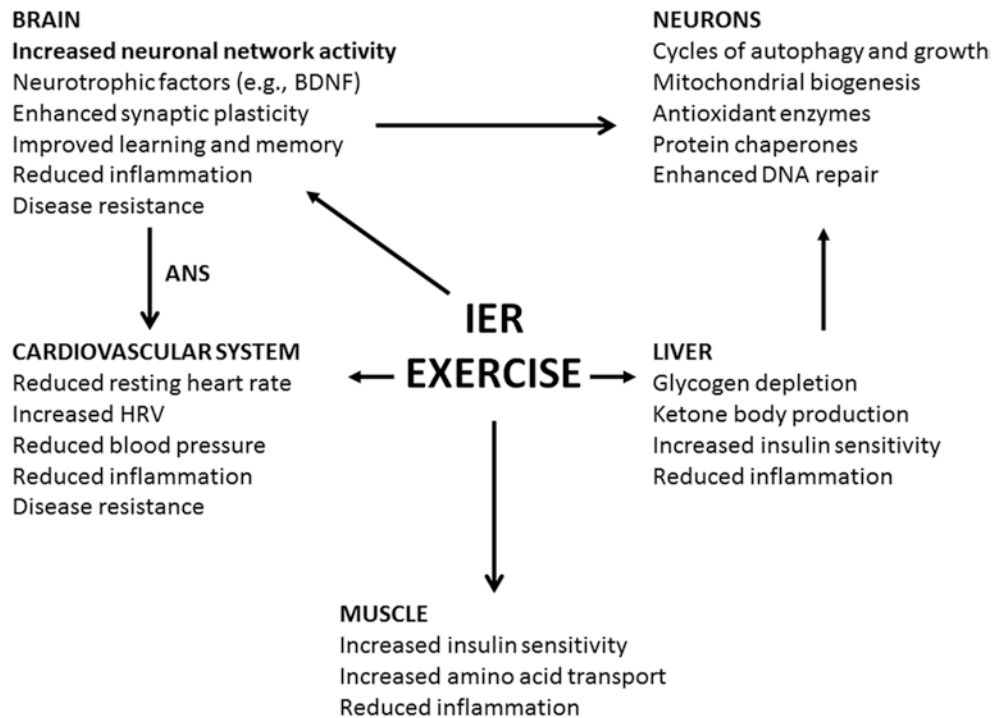 BRAIN
Increased neuronal network activity
Neurotrophic factors (e.g., BDNF)
Enhanced synaptic plasticity
Improved learning and memory
Reduced inflammation
Disease resistance
NEURONS
Cycles of autophagy and growth
Mitochondrial biogenesis
Antioxidant enzymes
Protein chaperones
Enhanced DNA repair
ANS
IER
EXERCISE
CARDIOVASCULAR SYSTEM
Reduced resting heart rate
Increased HRV
Reduced blood pressure
Reduced inflammation
Disease resistance
LIVER
Glycogen depletion
Ketone body production
Increased insulin sensitivity
Reduced inflammation
MUSCLE
Increased insulin sensitivity
Increased amino acid transport
Reduced inflammation